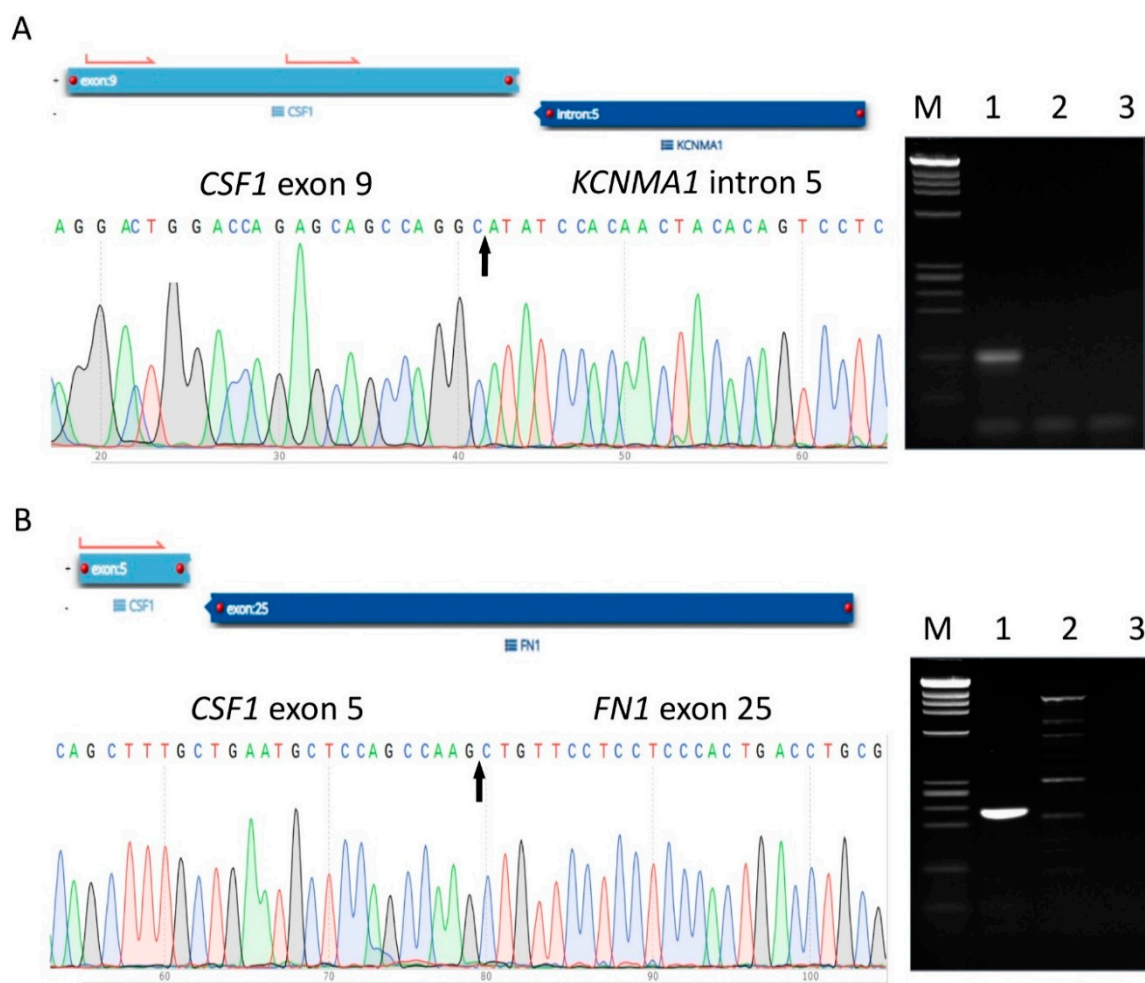 A
exon:9
CSF1
Intron:5
KCNMA1
M 1 2 3
CSF1 exon 9 KCNMA1 intron 5
A G G A C T G G A C C A G A G C A G C C A G G C A T A T C C A C A A C T A C A C A G T C C T C
20 30 40 50 60
B
exon:5
CSF1
exon:25
FN1
M 1 2 3
CSF1 exon 5 FN1 exon 25
C A G C T T T G C T G A A T G C T C C A G C C A A G C T G T T C C T C C T C C C A C T G A C C T G C G
60 70 80 90 100